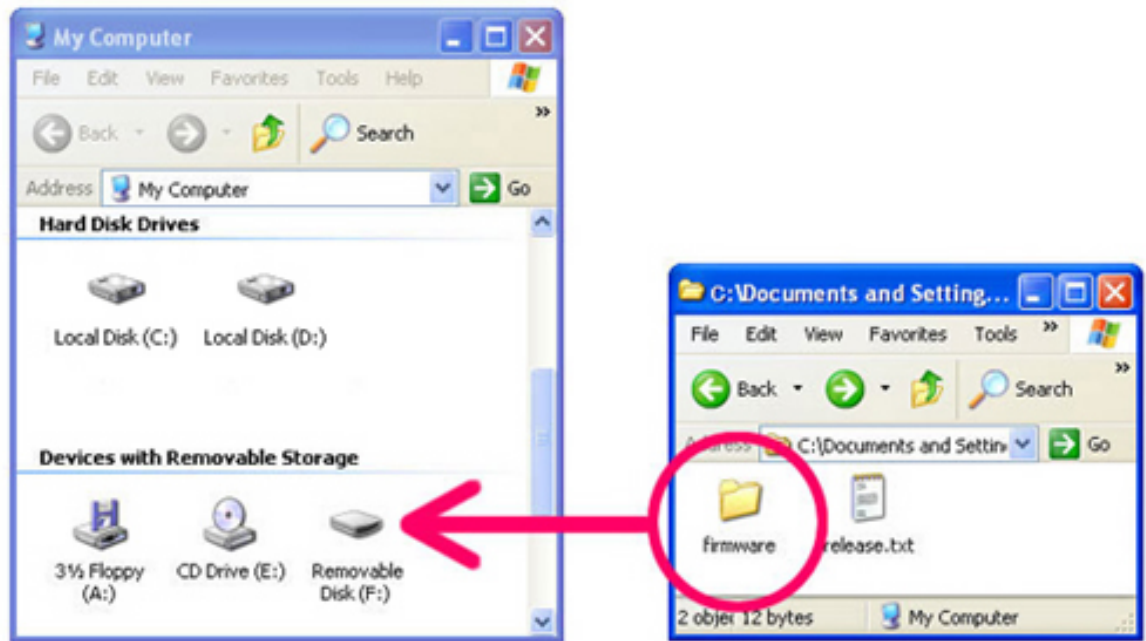 My Computer
File Edit View Favorites Tools Help
»
Back Search
Address My Computer Go
Hard Disk Drives
Local Disk (C:) Local Disk (D:)
Devices with Removable Storage
3½ Floppy (A:)
CD Drive (E:)
Removable Disk (F:)
C:\Documents and Setting...
File Edit View Favorites Tools »
Back Search »
C:\Documents and Settin Go
firmware release.txt
12 bytes My Computer